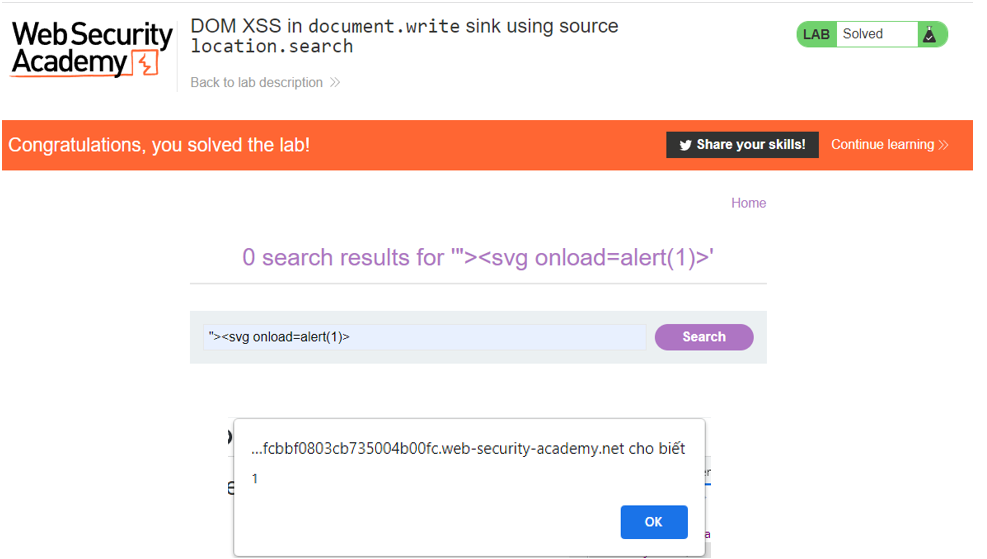 Web Security
Academy
DOM XSS in document.write sink using source
location.search
Back to lab description
LAB Solved
Congratulations, you solved the lab!
Share your skills!
Continue learning
Home
0 search results for '"><svg onload=alert(1)>'
"><svg onload=alert(1)>
Search
...fcbbf0803cb735004b00fc.web-security-academy.net cho biết
1
OK